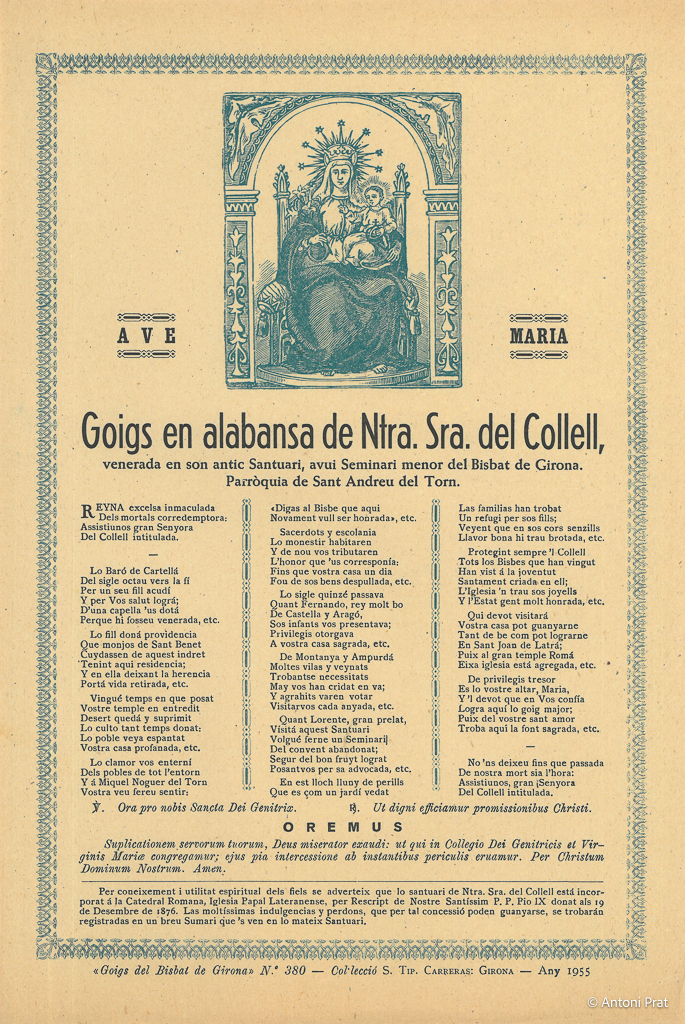 AVE
MARIA
Goigs en alabansa de Ntra. Sra. del Collell,
venerada en son antic Santuari, avui Seminari menor del Bisbat de Girona.
Parròquia de Sant Andreu del Torn.
REYNA excelsa inmaculada
Dels mortals corredemptora:
Assistiunos gran Senyora
Del Collell intitulada.
—
Lo Baró de Cartellá
Del sigle octau vers la fí
Per un seu fill acudí
Y per Vos salut lográ;
D'una capella 'us dotá
Perque hi fosseu venerada, etc.
Lo fill doná providencia
Que monjos de Sant Benet
Cuydassen de aquest indret
Tenint aqui residencia;
Y en ella deixant la herencia
Portá vida retirada, etc.
Vingué temps en que posat
Vostre temple en entredit
Desert quedá y suprimit
Lo culto tant temps donat:
Lo poble veya espantat
Vostra casa profanada, etc.
Lo clamor vos enterní
Dels pobles de tot l'entorn
Y á Miquel Noguer del Torn
Vostra veu fereu sentir:
«Digas al Bisbe que aqui
Novament vull ser honrada», etc.
Sacerdots y escolania
Lo monestir habitaren
Y de nou vos tributaren
L'honor que 'us corresponía:
Fins que vostra casa un dia
Fou de sos bens despullada, etc.
Lo sigle quinzé passava
Quant Fernando, rey molt bo
De Castella y Aragó,
Sos infants vos presentava;
Privilegis otorgava
A vostra casa sagrada, etc.
De Montanya y Ampurdá
Moltes vilas y veynats
Trobantse necessitats
May vos han cridat en va;
Y agrahits varen votar
Visitarvos cada anyada, etc.
Quant Lorente, gran prelat,
Visitá aquest Santuari
Volgué ferne un Seminari
Del convent abandonat;
Segur del bon fruyt lograt
Posantvos per sa advocada, etc.
En est lloch lluny de perills
Que es çom un jardí vedat
Las familias han trobat
Un refugi per sos fills;
Veyent que en sos cors senzills
Llavor bona hi trau brotada, etc.
Protegint sempre 'l Collell
Tots los Bisbes que han vingut
Han vist á la joventut
Santament criada en ell;
L'Iglesia 'n trau sos joyells
Y l'Estat gent molt honrada, etc.
Qui devot visitará
Vostra casa pot guanyarne
Tant de be com pot lograrne
En Sant Joan de Latrá;
Puix al gran temple Romá
Eixa iglesia está agregada, etc.
De privilegis tresor
Es lo vostre altar, Maria,
Y 'l devot que en Vos confía
Logra aquí lo goig major;
Puix del vostre sant amor
Troba aquí la font sagrada, etc.
—
No 'ns deixeu fins que passada
De nostra mort sia l'hora:
Assistiunos, gran ¡Senyora
Del Collell intitulada.
℣. Ora pro nobis Sancta Dei Genitrix. ℟. Ut digni efficiamur promissionibus Christi.
OREMUS
Suplicationem servorum tuorum, Deus miserator exaudi: ut qui in Collegio Dei Genitricis et Vir-
ginis Mariæ congregamur; ejus pia intercessione ab instantibus periculis eruamur. Per Christum
Dominum Nostrum. Amen.
Per coneixement i utilitat espiritual dels fiels se adverteix que lo santuari de Ntra. Sra. del Collell está incor-
porat á la Catedral Romana, Iglesia Papal Lateranense, per Rescript de Nostre Santíssim P. P. Pio IX donat als 19
de Desembre de 1876. Las moltíssimas indulgencias y perdons, que per tal concessió poden guanyarse, se trobarán
registradas en un breu Sumari que 's ven en lo mateix Santuari.
«Goigs del Bisbat de Girona» N.º 380 — Col·lecció S. Tip. Carreras: Girona — Any 1955
© Antoni Prat